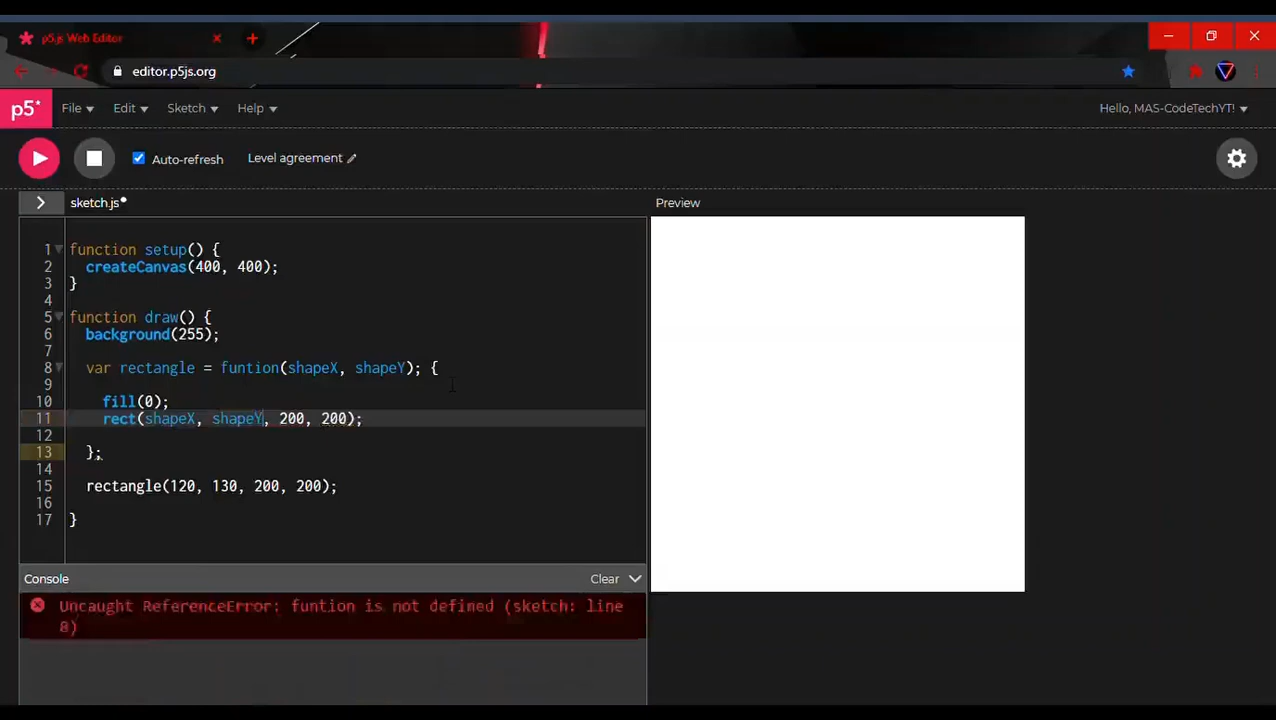 p5.js Web Editor
editor.p5js.org
p5* File Edit Sketch Help Hello, MAS-CodeTechYT!
Auto-refresh Level agreement
sketch.js
Preview
1 function setup() {
2 createCanvas(400, 400);
3 }
4
5 function draw() {
6 background(255);
7
8 var rectangle = funtion(shapeX, shapeY); {
9
10 fill(0);
11 rect(shapeX, shapeY, 200, 200);
12
13 };
14
15 rectangle(120, 130, 200, 200);
16
17 }
Console Clear
Uncaught ReferenceError: funtion is not defined (sketch: line
8)